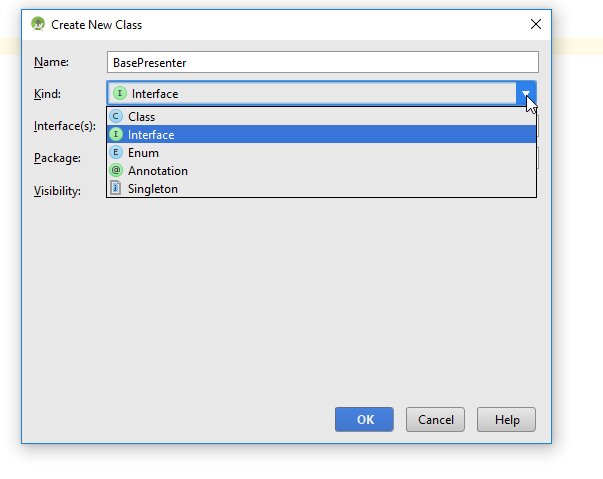 Create New Class
Name: BasePresenter
Kind: I Interface
C Class
Interface(s): I Interface
E Enum
Package: @ Annotation
Visibility: Singleton
OK Cancel Help